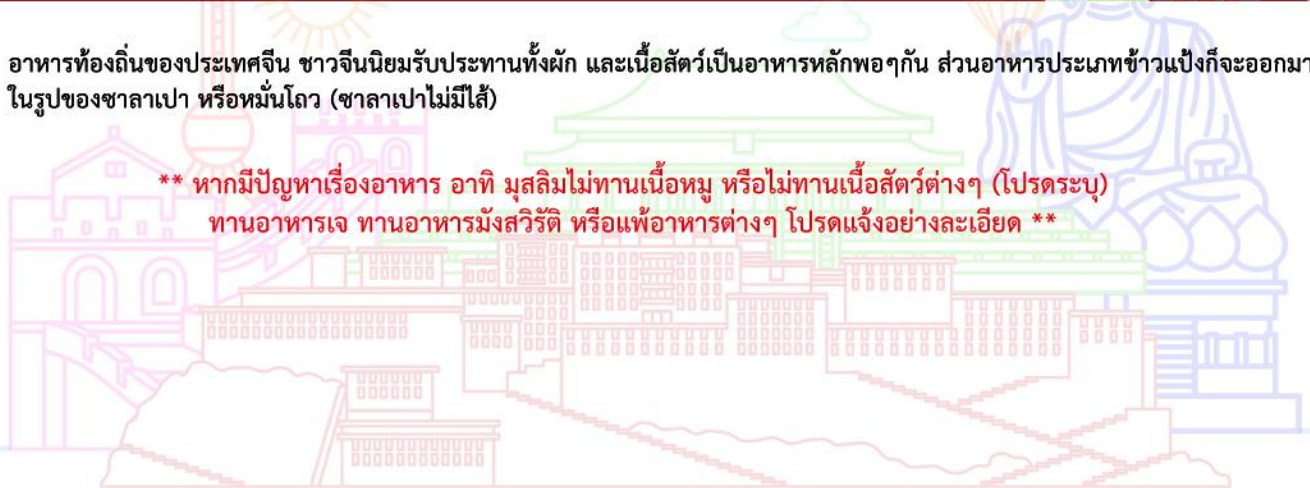 อาหารท้องถิ่นของประเทศจีน ชาวจีนนิยมรับประทานทั้งผัก และเนื้อสัตว์เป็นอาหารหลักพอๆกัน ส่วนอาหารประเภทข้าวแป้งก็จะออกมา
ในรูปของซาลาเปา หรือหมั่นโถว (ซาลาเปาไม่มีไส้)
** หากมีปัญหาเรื่องอาหาร อาทิ มุสลิมไม่ทานเนื้อหมู หรือไม่ทานเนื้อสัตว์ต่างๆ (โปรดระบุ)
ทานอาหารเจ ทานอาหารมังสวิรัติ หรือแพ้อาหารต่างๆ โปรดแจ้งอย่างละเอียด **